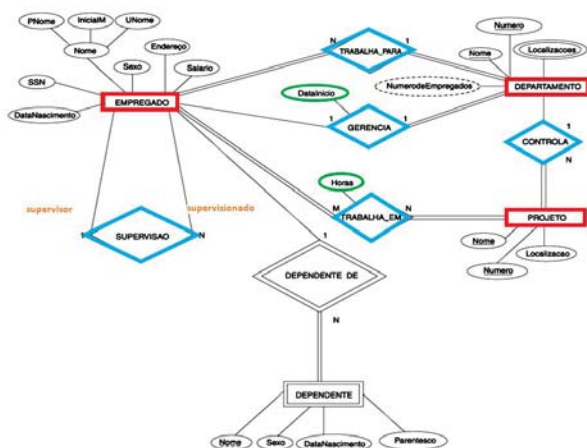 PNome
InicialM
UNome
Nome
Sexo
Endereço
Salario
SSN
DataNascimento
EMPREGADO
N
TRABALHA_PARA
1
Numero
Nome
Localizacoes
NumerodeEmpregados
DEPARTAMENTO
DataInicio
1
GERENCIA
1
1
CONTROLA
N
supervisor
supervisionado
1
SUPERVISAO
N
Horas
M
TRABALHA_EM
N
PROJETO
Nome
Numero
Localizacao
1
DEPENDENTE DE
N
DEPENDENTE
Nome
Sexo
DataNascimento
Parentesco